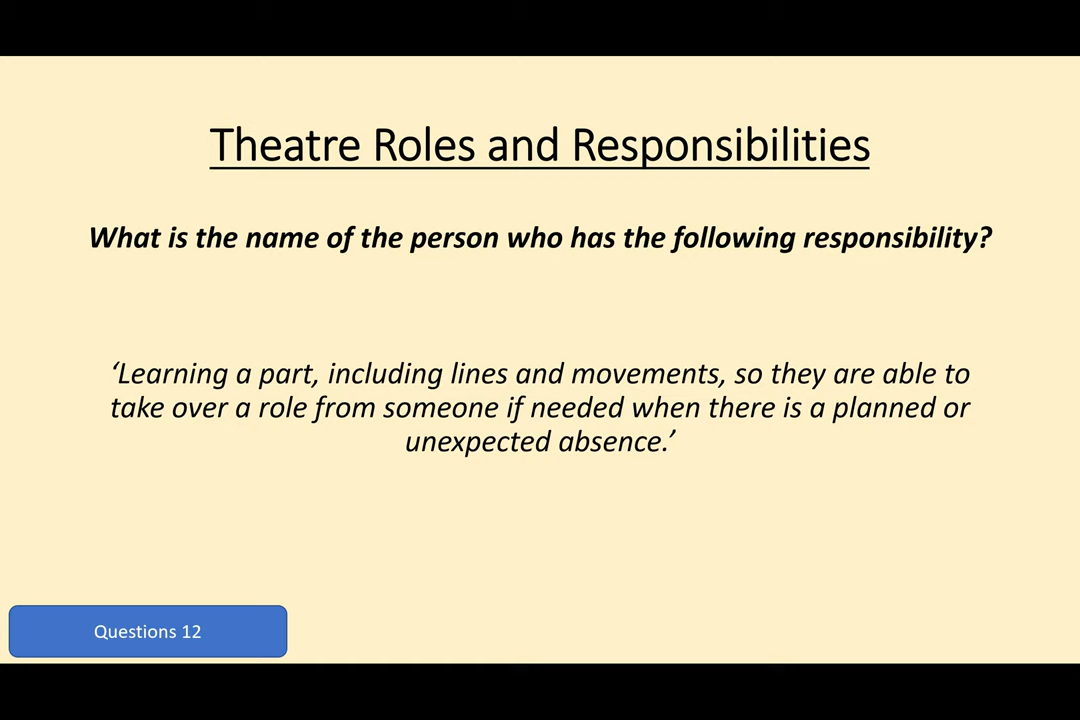 Theatre Roles and Responsibilities
What is the name of the person who has the following responsibility?
‘Learning a part, including lines and movements, so they are able to
take over a role from someone if needed when there is a planned or
unexpected absence.’
Questions 12